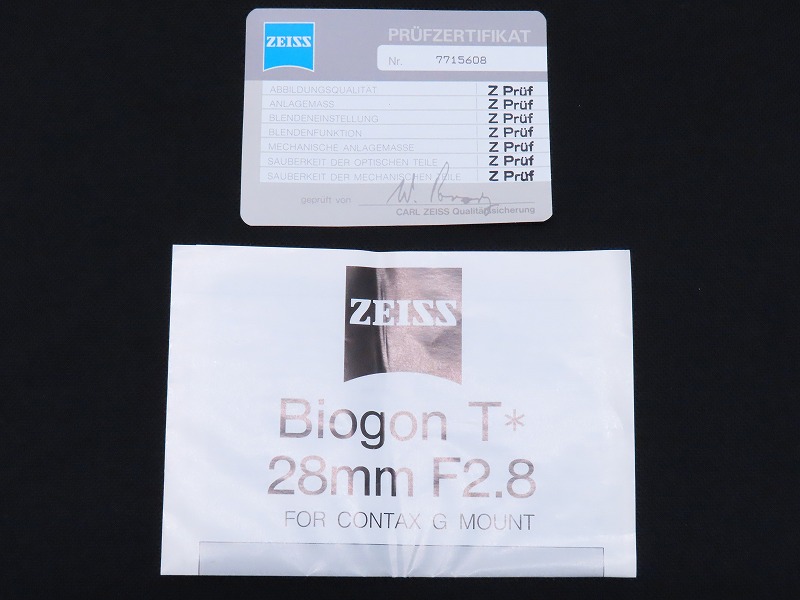 ZEISS
PRÜFZERTIFIKAT
Nr. 7715608
ABBILDUNGSQUALITÄT Z Prüf
ANLAGEMASS Z Prüf
BLENDENEINSTELLUNG Z Prüf
BLENDENFUNKTION Z Prüf
MECHANISCHE ANLAGEMASSE Z Prüf
SAUBERKEIT DER OPTISCHEN TEILE Z Prüf
SAUBERKEIT DER MECHANISCHEN TEILE Z Prüf
geprüft von
CARL ZEISS Qualitätssicherung
ZEISS
Biogon T*
28mm F2.8
FOR CONTAX G MOUNT